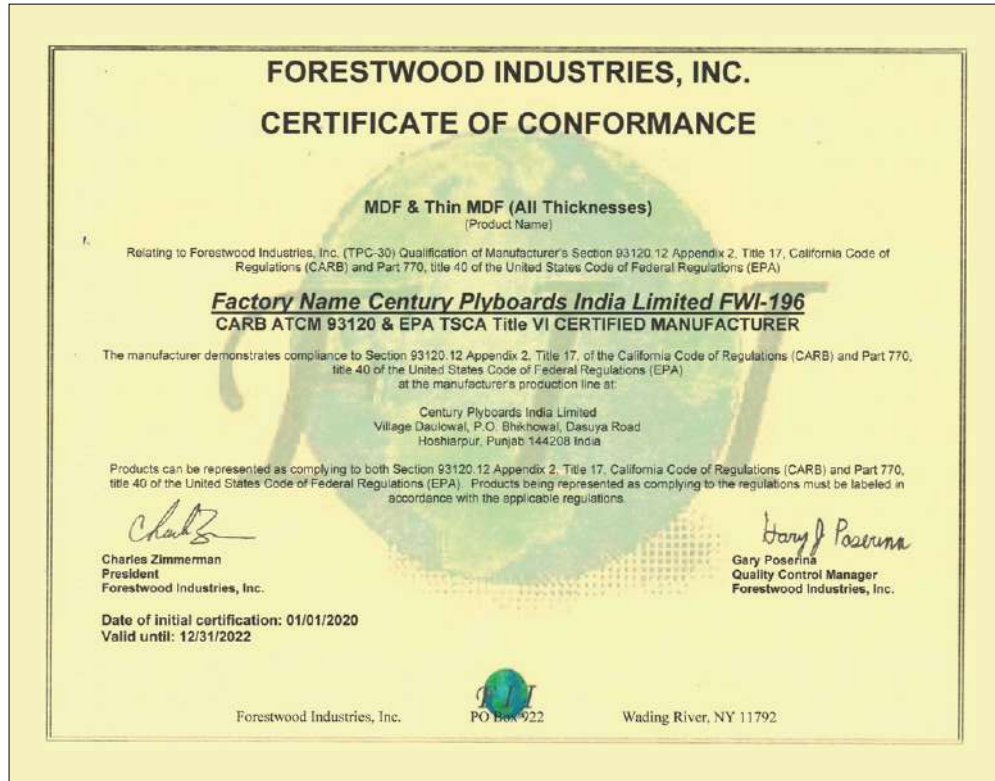 FORESTWOOD INDUSTRIES, INC.
CERTIFICATE OF CONFORMANCE
MDF & Thin MDF (All Thicknesses)
(Product Name)
Relating to Forestwood Industries, Inc. (TPC-30) Qualification of Manufacturer's Section 93120.12 Appendix 2, Title 17, California Code of
Regulations (CARB) and Part 770, title 40 of the United States Code of Federal Regulations (EPA)
Factory Name Century Plyboards India Limited FWI-196
CARB ATCM 93120 & EPA TSCA Title VI CERTIFIED MANUFACTURER
The manufacturer demonstrates compliance to Section 93120.12 Appendix 2, Title 17, of the California Code of Regulations (CARB) and Part 770,
title 40 of the United States Code of Federal Regulations (EPA)
at the manufacturer's production line at:
Century Plyboards India Limited
Village Daulowal, P.O. Bhikhowal, Dasuya Road
Hoshiarpur, Punjab 144208 India
Products can be represented as complying to both Section 93120.12 Appendix 2, Title 17, California Code of Regulations (CARB) and Part 770,
title 40 of the United States Code of Federal Regulations (EPA). Products being represented as complying to the regulations must be labeled in
accordance with the applicable regulations.
Gary J Poserina
Charles Zimmerman
President
Forestwood Industries, Inc.
Gary Poserina
Quality Control Manager
Forestwood Industries, Inc.
Date of initial certification: 01/01/2020
Valid until: 12/31/2022
FII
Forestwood Industries, Inc. PO Box 922 Wading River, NY 11792